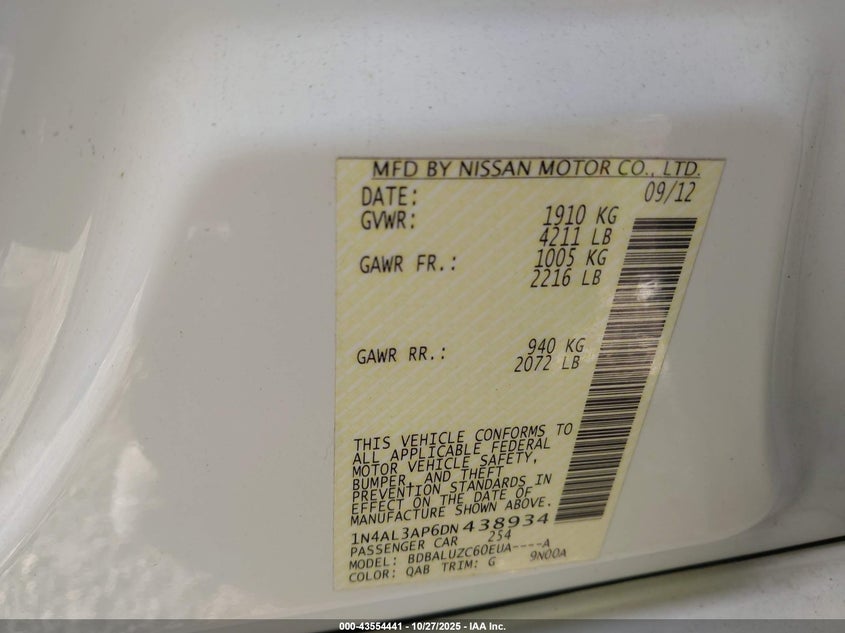 MFD BY NISSAN MOTOR CO., LTD.
DATE: 09/12
GVWR: 1910 KG
4211 LB
GAWR FR.: 1005 KG
2216 LB
GAWR RR.: 940 KG
2072 LB
THIS VEHICLE CONFORMS TO
ALL APPLICABLE FEDERAL
MOTOR VEHICLE SAFETY,
BUMPER, AND THEFT
PREVENTION STANDARDS IN
EFFECT ON THE DATE OF
MANUFACTURE SHOWN ABOVE.
1N4AL3AP6DN438934
PASSENGER CAR 254
MODEL: BDBALUZC60EUA----A
COLOR: QAB TRIM: G 9N00A
000-43554441 - 10/27/2025 - IAA Inc.